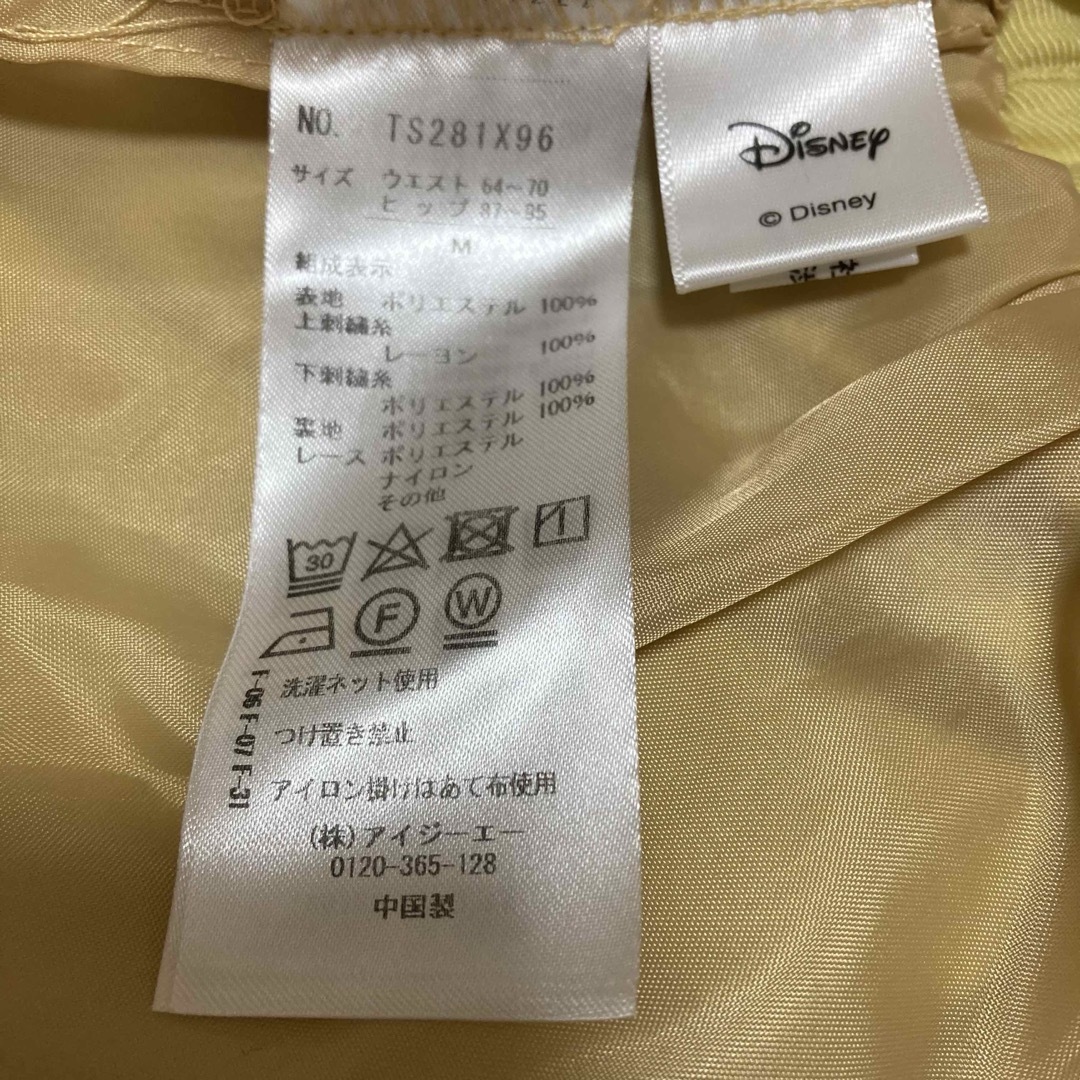 NO. TS281X96
サイズ ウエスト 64~70
ヒップ 87~95
M
組成表示
表地 ポリエステル 100%
上刺繡糸
レーヨン 100%
下刺繡糸
ポリエステル 100%
裏地 ポリエステル 100%
レース ポリエステル
ナイロン
その他
30
1
F
W
洗濯ネット使用
つけ置き禁止
アイロン掛けはあて布使用
(株)アイジーエー
0120-365-128
中国製
F-06 F-07 F-31
Disney
© Disney